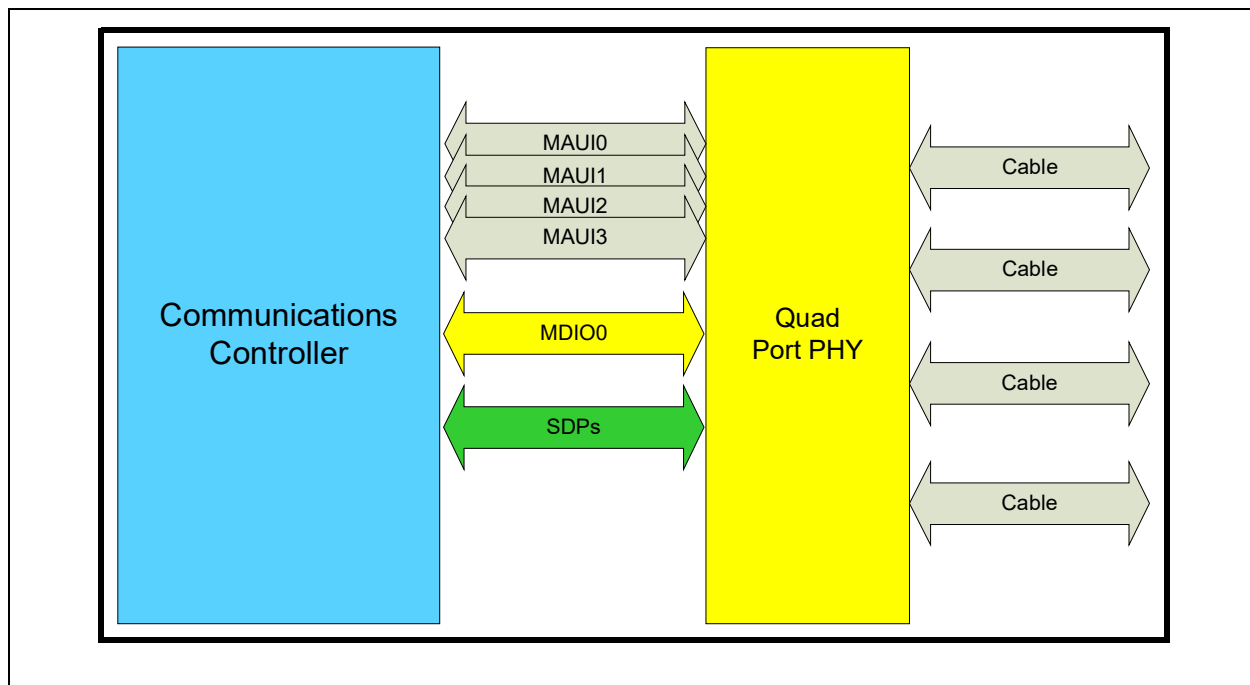 Communications
Controller
MAUI0
MAUI1
MAUI2
MAUI3
MDIO0
SDPs
Quad
Port PHY
Cable
Cable
Cable
Cable